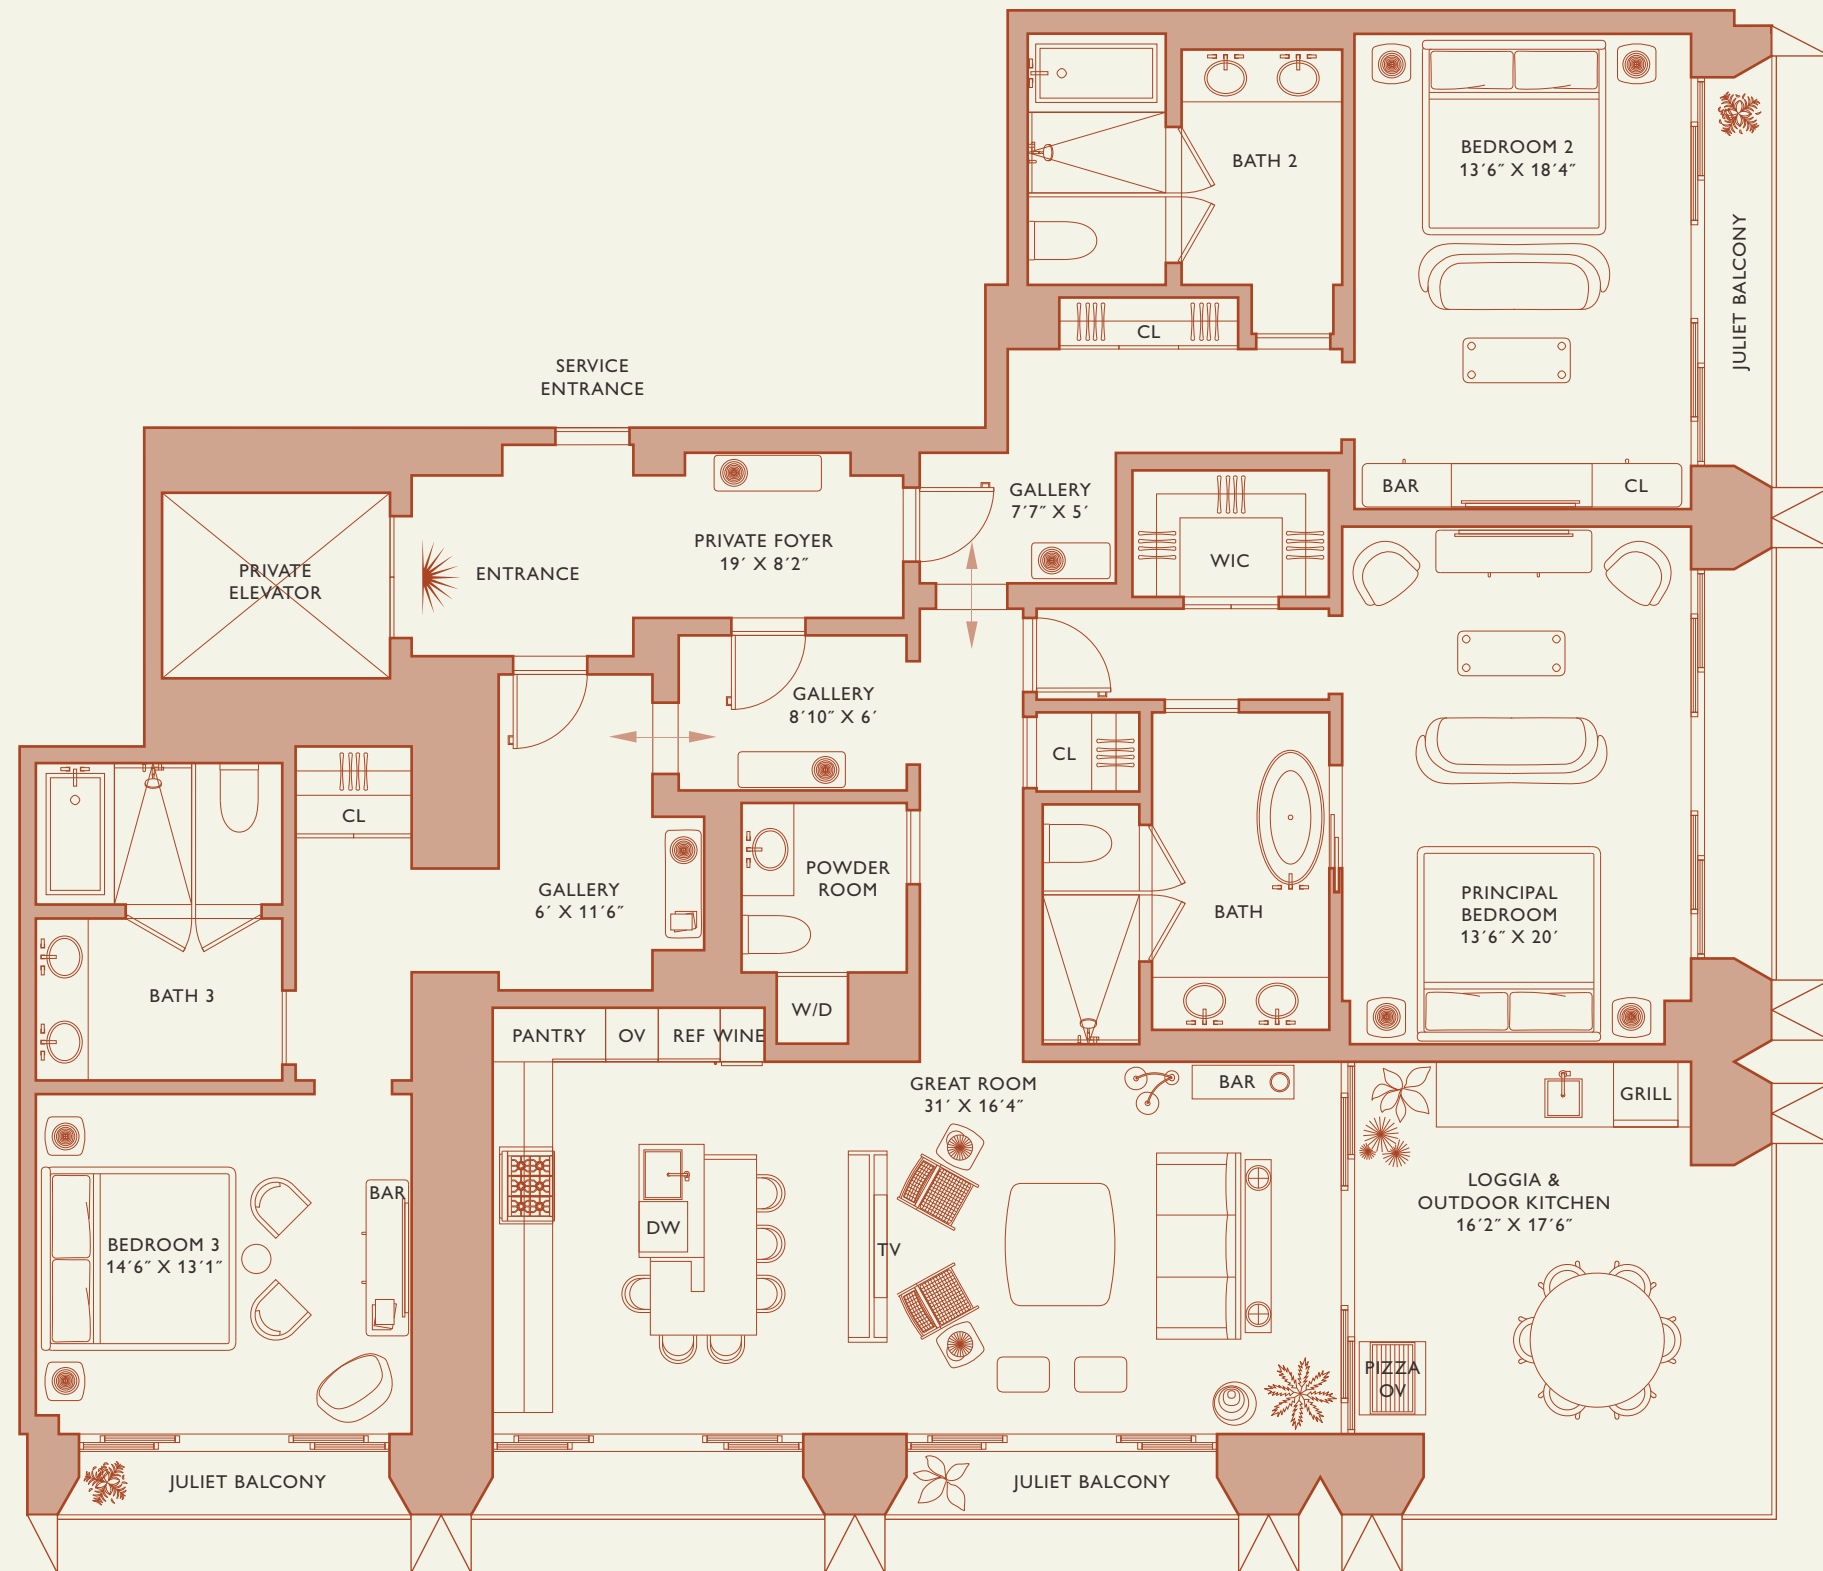 BATH 2
BEDROOM 2
13´6˝ X 18´4˝
JULIET BALCONY
CL
SERVICE
ENTRANCE
BAR
CL
GALLERY
7´7˝ X 5´
PRIVATE FOYER
19´ X 8´2˝
WIC
PRIVATE
ELEVATOR
ENTRANCE
GALLERY
8´10˝ X 6´
CL
CL
POWDER
ROOM
GALLERY
6´ X 11´6˝
BATH
PRINCIPAL
BEDROOM
13´6˝ X 20´
BATH 3
W/D
PANTRY
OV
REF
WINE
GREAT ROOM
31´ X 16´4˝
BAR
GRILL
LOGGIA &
OUTDOOR KITCHEN
16´2˝ X 17´6˝
BAR
DW
TV
BEDROOM 3
14´6˝ X 13´1˝
PIZZA
OV
JULIET BALCONY
JULIET BALCONY